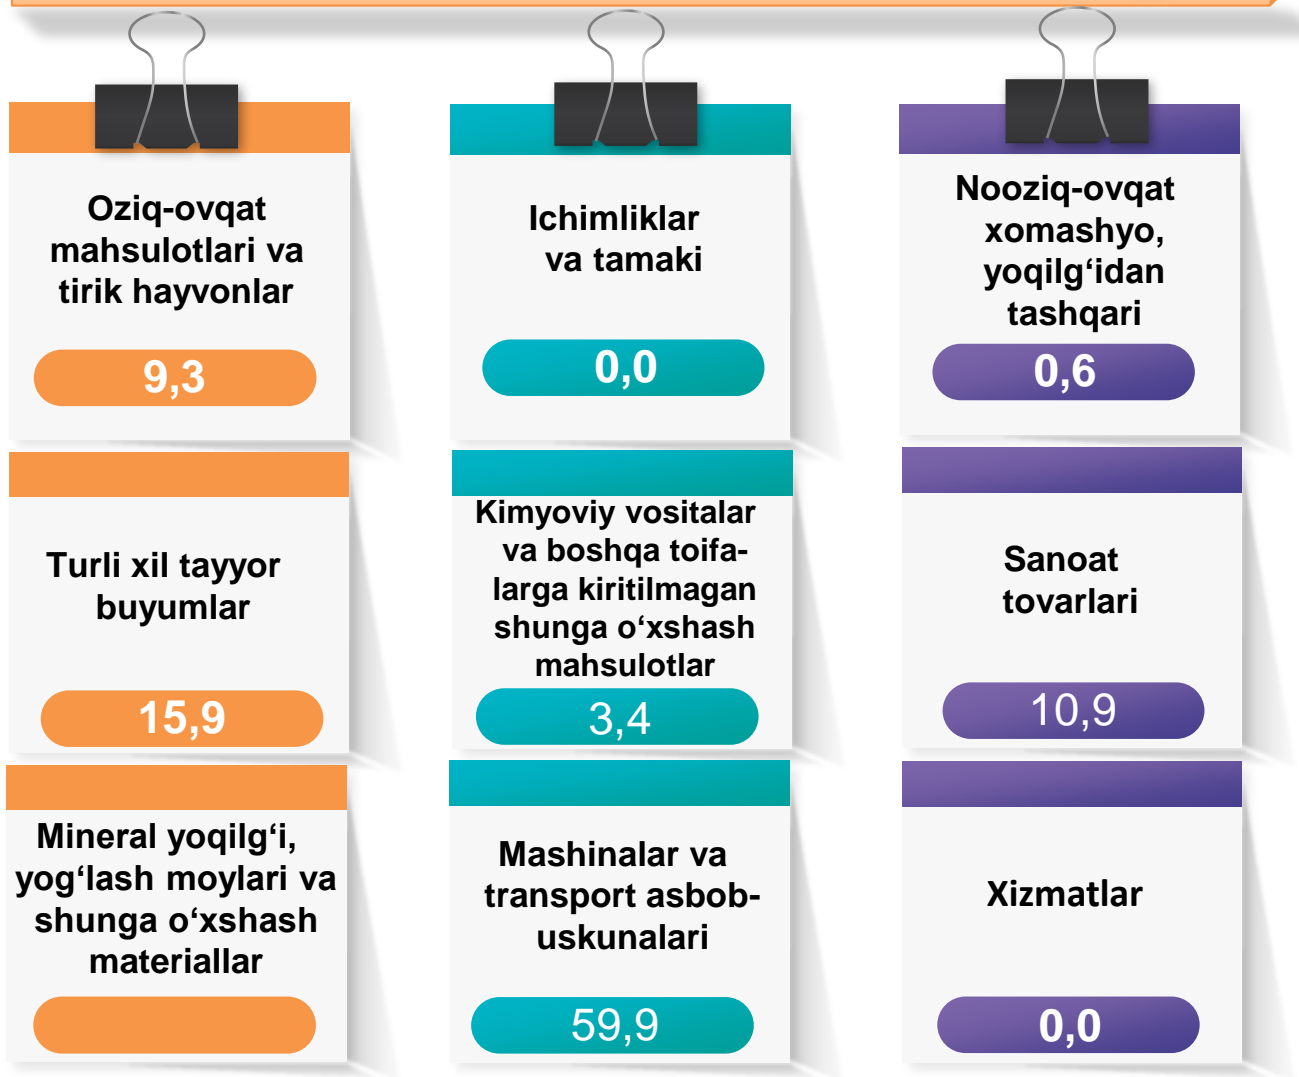 Oziq-ovqat
mahsulotlari va
tirik hayvonlar
9,3
Ichimliklar
va tamaki
0,0
Nooziq-ovqat
xomashyo,
yoqilg‘idan
tashqari
0,6
Turli xil tayyor
buyumlar
15,9
Kimyoviy vositalar
va boshqa toifa-
larga kiritilmagan
shunga o‘xshash
mahsulotlar
3,4
Sanoat
tovarlari
10,9
Mineral yoqilg‘i,
yog‘lash moylari va
shunga o‘xshash
materiallar
Mashinalar va
transport asbob-
uskunalari
59,9
Xizmatlar
0,0